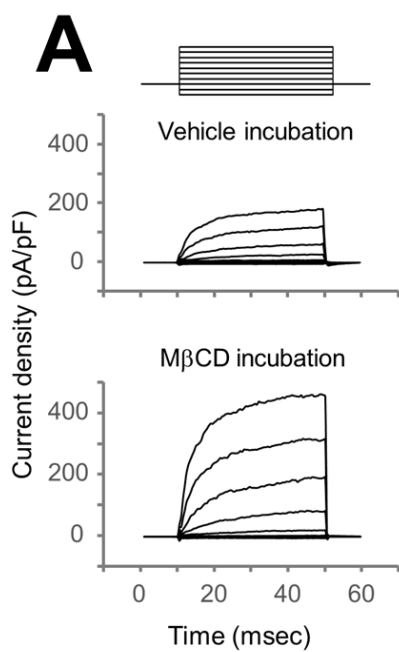 A
Vehicle incubation
400
200
0
Current density (pA/pF)
MβCD incubation
400
200
0
0 20 40 60
Time (msec)